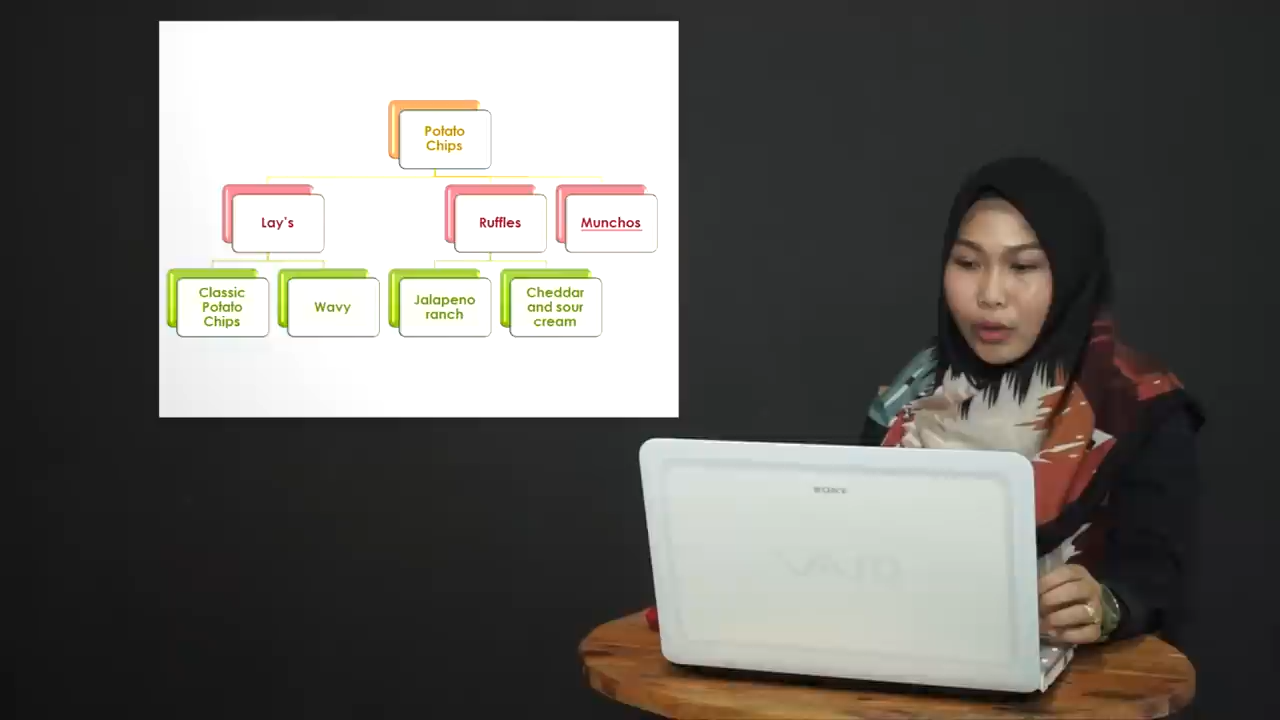 Potato
Chips
Lay's
Ruffles
Munchos
Classic
Potato
Chips
Wavy
Jalapeno
ranch
Cheddar
and sour
cream
SONY